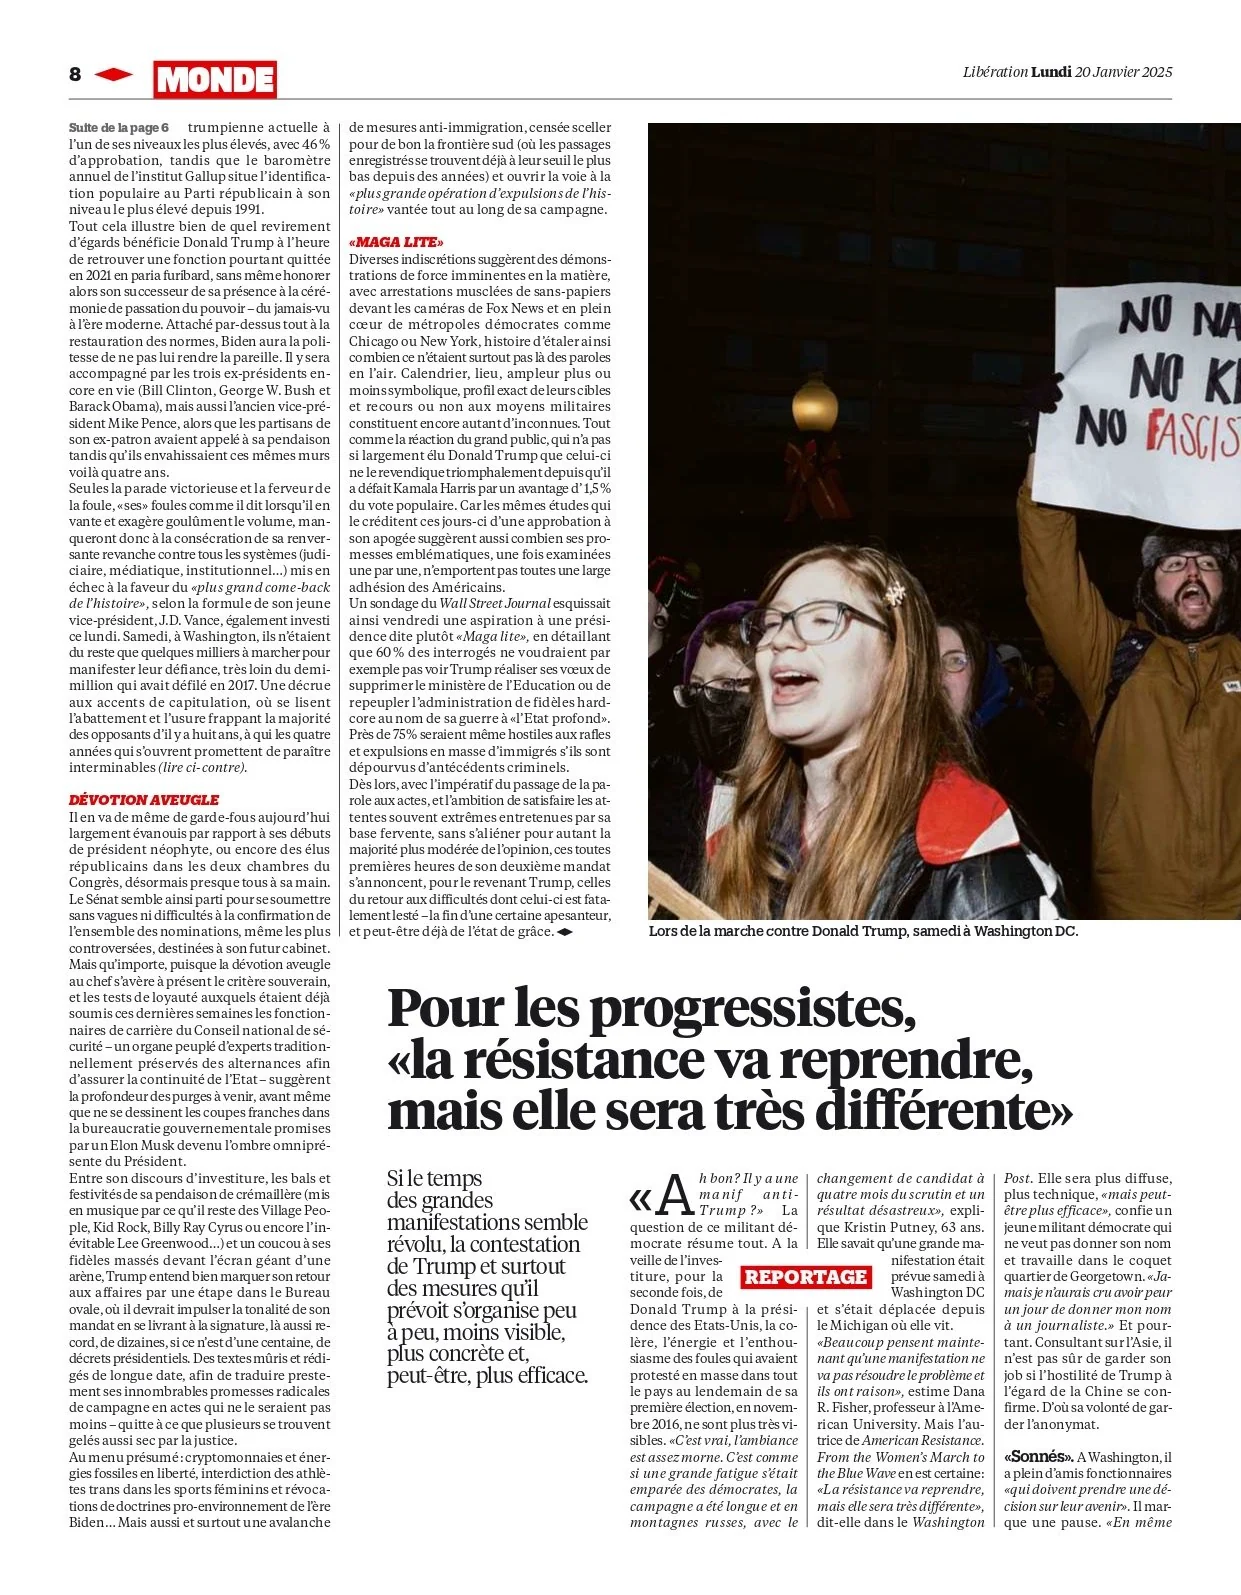 8
MONDE
Libération Lundi 20 Janvier 2025
Suite de la page 6 trumpienne actuelle à
l'un de ses niveaux les plus élevés, avec 46 %
d'approbation, tandis que le baromètre
annuel de l'institut Gallup situe l'identifica-
tion populaire au Parti républicain à son
niveau le plus élevé depuis 1991.
Tout cela illustre bien de quel revirement
d'égards bénéficie Donald Trump à l'heure
de retrouver une fonction pourtant quittée
en 2021 en paria furibard, sans même honorer
alors son successeur de sa présence à la céré-
monie de passation du pouvoir – du jamais-vu
à l'ère moderne. Attaché par-dessus tout à la
restauration des normes, Biden aura la poli-
tesse de ne pas lui rendre la pareille. Il y sera
accompagné par les trois ex-présidents en-
core en vie (Bill Clinton, George W. Bush et
Barack Obama), mais aussi l'ancien vice-pré-
sident Mike Pence, alors que les partisans de
son ex-patron avaient appelé à sa pendaison
tandis qu'ils envahissaient ces mêmes murs
voilà quatre ans.
Seules la parade victorieuse et la ferveur de
la foule, «ses» foules comme il dit lorsqu'il en
vante et exagère goulûment le volume, man-
queront donc à la consécration de sa renver-
sante revanche contre tous les systèmes (judi-
ciaire, médiatique, institutionnel…) mis en
échec à la faveur du «plus grand come-back
de l'histoire», selon la formule de son jeune
vice-président, J.D. Vance, également investi
ce lundi. Samedi, à Washington, ils n'étaient
du reste que quelques milliers à marcher pour
manifester leur défiance, très loin du demi-
million qui avait défilé en 2017. Une décrue
aux accents de capitulation, où se lisent
l'abattement et l'usure frappant la majorité
des opposants d'il y a huit ans, à qui les quatre
années qui s'ouvrent promettent de paraître
interminables (lire ci-contre).
DÉVOTION AVEUGLE
Il en va de même de garde-fous aujourd'hui
largement évanouis par rapport à ses débuts
de président néophyte, ou encore des élus
républicains dans les deux chambres du
Congrès, désormais presque tous à sa main.
Le Sénat semble ainsi parti pour se soumettre
sans vagues ni difficultés à la confirmation de
l'ensemble des nominations, même les plus
controversées, destinées à son futur cabinet.
Mais qu'importe, puisque la dévotion aveugle
au chef s'avère à présent le critère souverain,
et les tests de loyauté auxquels étaient déjà
soumis ces dernières semaines les fonction-
naires de carrière du Conseil national de sé-
curité – un organe peuplé d'experts tradition-
nellement préservés des alternances afin
d'assurer la continuité de l'Etat – suggèrent
la profondeur des purges à venir, avant même
que ne se dessinent les coupes franches dans
la bureaucratie gouvernementale promises
par un Elon Musk devenu l'ombre omnipré-
sente du Président.
Entre son discours d'investiture, les bals et
festivités de sa pendaison de crémaillère (mis
en musique par ce qu'il reste des Village Peo-
ple, Kid Rock, Billy Ray Cyrus ou encore l'in-
évitable Lee Greenwood…) et un coucou à ses
fidèles massés devant l'écran géant d'une
arène, Trump entend bien marquer son retour
aux affaires par une étape dans le Bureau
ovale, où il devrait impulser la tonalité de son
mandat en se livrant à la signature, là aussi re-
cord, de dizaines, si ce n'est d'une centaine, de
décrets présidentiels. Des textes mûris et rédi-
gés de longue date, afin de traduire preste-
ment ses innombrables promesses radicales
de campagne en actes qui ne le seraient pas
moins – quitte à ce que plusieurs se trouvent
gelés aussi sec par la justice.
Au menu présumé : cryptomonnaies et éner-
gies fossiles en liberté, interdiction des athlè-
tes trans dans les sports féminins et révoca-
tions de doctrines pro-environnement de l'ère
Biden… Mais aussi et surtout une avalanche
de mesures anti-immigration, censée sceller
pour de bon la frontière sud (où les passages
enregistrés se trouvent déjà à leur seuil le plus
bas depuis des années) et ouvrir la voie à la
«plus grande opération d'expulsions de l'his-
toire» vantée tout au long de sa campagne.
«MAGA LITE»
Diverses indiscrétions suggèrent des démons-
trations de force imminentes en la matière,
avec arrestations musclées de sans-papiers
devant les caméras de Fox News et en plein
cœur de métropoles démocrates comme
Chicago ou New York, histoire d'étaler ainsi
combien ce n'étaient surtout pas là des paroles
en l'air. Calendrier, lieu, ampleur plus ou
moins symbolique, profil exact de leurs cibles
et recours ou non aux moyens militaires
constituent encore autant d'inconnues. Tout
comme la réaction du grand public, qui n'a pas
si largement élu Donald Trump que celui-ci
ne le revendique triomphalement depuis qu'il
a défait Kamala Harris par un avantage d' 1,5 %
du vote populaire. Car les mêmes études qui
le créditent ces jours-ci d'une approbation à
son apogée suggèrent aussi combien ses pro-
messes emblématiques, une fois examinées
une par une, n'emportent pas toutes une large
adhésion des Américains.
Un sondage du Wall Street Journal esquissait
ainsi vendredi une aspiration à une prési-
dence dite plutôt «Maga lite», en détaillant
que 60 % des interrogés ne voudraient par
exemple pas voir Trump réaliser ses vœux de
supprimer le ministère de l'Education ou de
repeupler l'administration de fidèles hard-
core au nom de sa guerre à «l'Etat profond».
Près de 75% seraient même hostiles aux rafles
et expulsions en masse d'immigrés s'ils sont
dépourvus d'antécédents criminels.
Dès lors, avec l'impératif du passage de la pa-
role aux actes, et l'ambition de satisfaire les at-
tentes souvent extrêmes entretenues par sa
base fervente, sans s'aliéner pour autant la
majorité plus modérée de l'opinion, ces toutes
premières heures de son deuxième mandat
s'annoncent, pour le revenant Trump, celles
du retour aux difficultés dont celui-ci est fata-
lement lesté – la fin d'une certaine apesanteur,
et peut-être déjà de l'état de grâce.
NO NA
NO KI
NO FASCIS
Lors de la marche contre Donald Trump, samedi à Washington DC.
Pour les progressistes,
«la résistance va reprendre,
mais elle sera très différente»
Si le temps
des grandes
manifestations semble
révolu, la contestation
de Trump et surtout
des mesures qu'il
prévoit s'organise peu
à peu, moins visible,
plus concrète et,
peut-être, plus efficace.
«Ah bon? Il y a une
manif anti-
Trump ?» La
question de ce militant dé-
mocrate résume tout. A la
veille de l'inves-
titure, pour la
seconde fois, de
Donald Trump à la prési-
dence des Etats-Unis, la co-
lère, l'énergie et l'enthou-
siasme des foules qui avaient
protesté en masse dans tout
le pays au lendemain de sa
première élection, en novem-
bre 2016, ne sont plus très vi-
sibles. «C'est vrai, l'ambiance
est assez morne. C'est comme
si une grande fatigue s'était
emparée des démocrates, la
campagne a été longue et en
montagnes russes, avec le
REPORTAGE
changement de candidat à
quatre mois du scrutin et un
résultat désastreux», expli-
que Kristin Putney, 63 ans.
Elle savait qu'une grande ma-
nifestation était
prévue samedi à
Washington DC
et s'était déplacée depuis
le Michigan où elle vit.
«Beaucoup pensent mainte-
nant qu'une manifestation ne
va pas résoudre le problème et
ils ont raison», estime Dana
R. Fisher, professeur à l'Ame-
rican University. Mais l'au-
trice de American Resistance.
From the Women's March to
the Blue Wave en est certaine:
«La résistance va reprendre,
mais elle sera très différente»,
dit-elle dans le Washington
Post. Elle sera plus diffuse,
plus technique, «mais peut-
être plus efficace», confie un
jeune militant démocrate qui
ne veut pas donner son nom
et travaille dans le coquet
quartier de Georgetown. «Ja-
mais je n'aurais cru avoir peur
un jour de donner mon nom
à un journaliste.» Et pour-
tant. Consultant sur l'Asie, il
n'est pas sûr de garder son
job si l'hostilité de Trump à
l'égard de la Chine se con-
firme. D'où sa volonté de gar-
der l'anonymat.
«Sonnés». A Washington, il
a plein d'amis fonctionnaires
«qui doivent prendre une dé-
cision sur leur avenir». Il mar-
que une pause. «En même